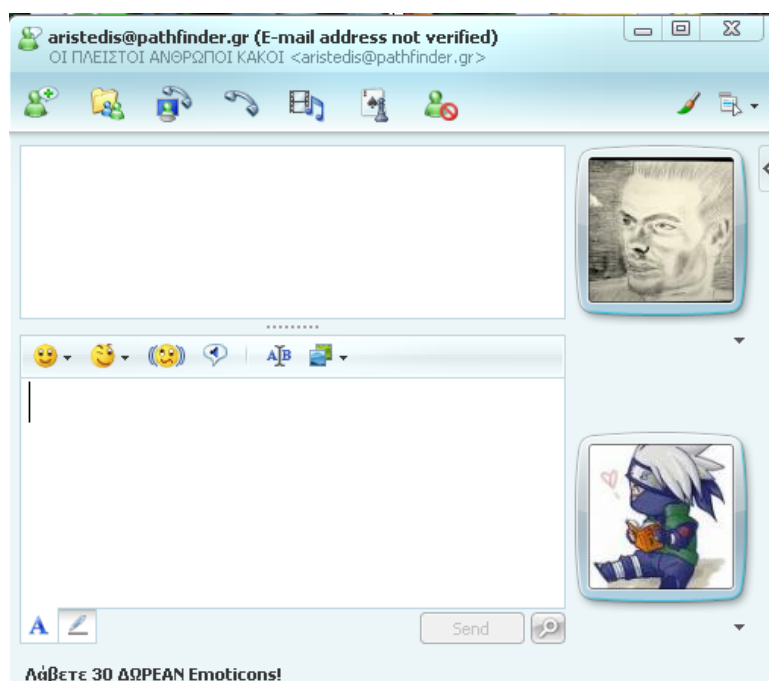 aristedis@pathfinder.gr (E-mail address not verified)
ΟΙ ΠΛΕΙΣΤΟΙ ΑΝΘΡΩΠΟΙ ΚΑΚΟΙ <aristedis@pathfinder.gr>
A B
A
Send
Λάβετε 30 ΔΩΡΕΑΝ Emoticons!